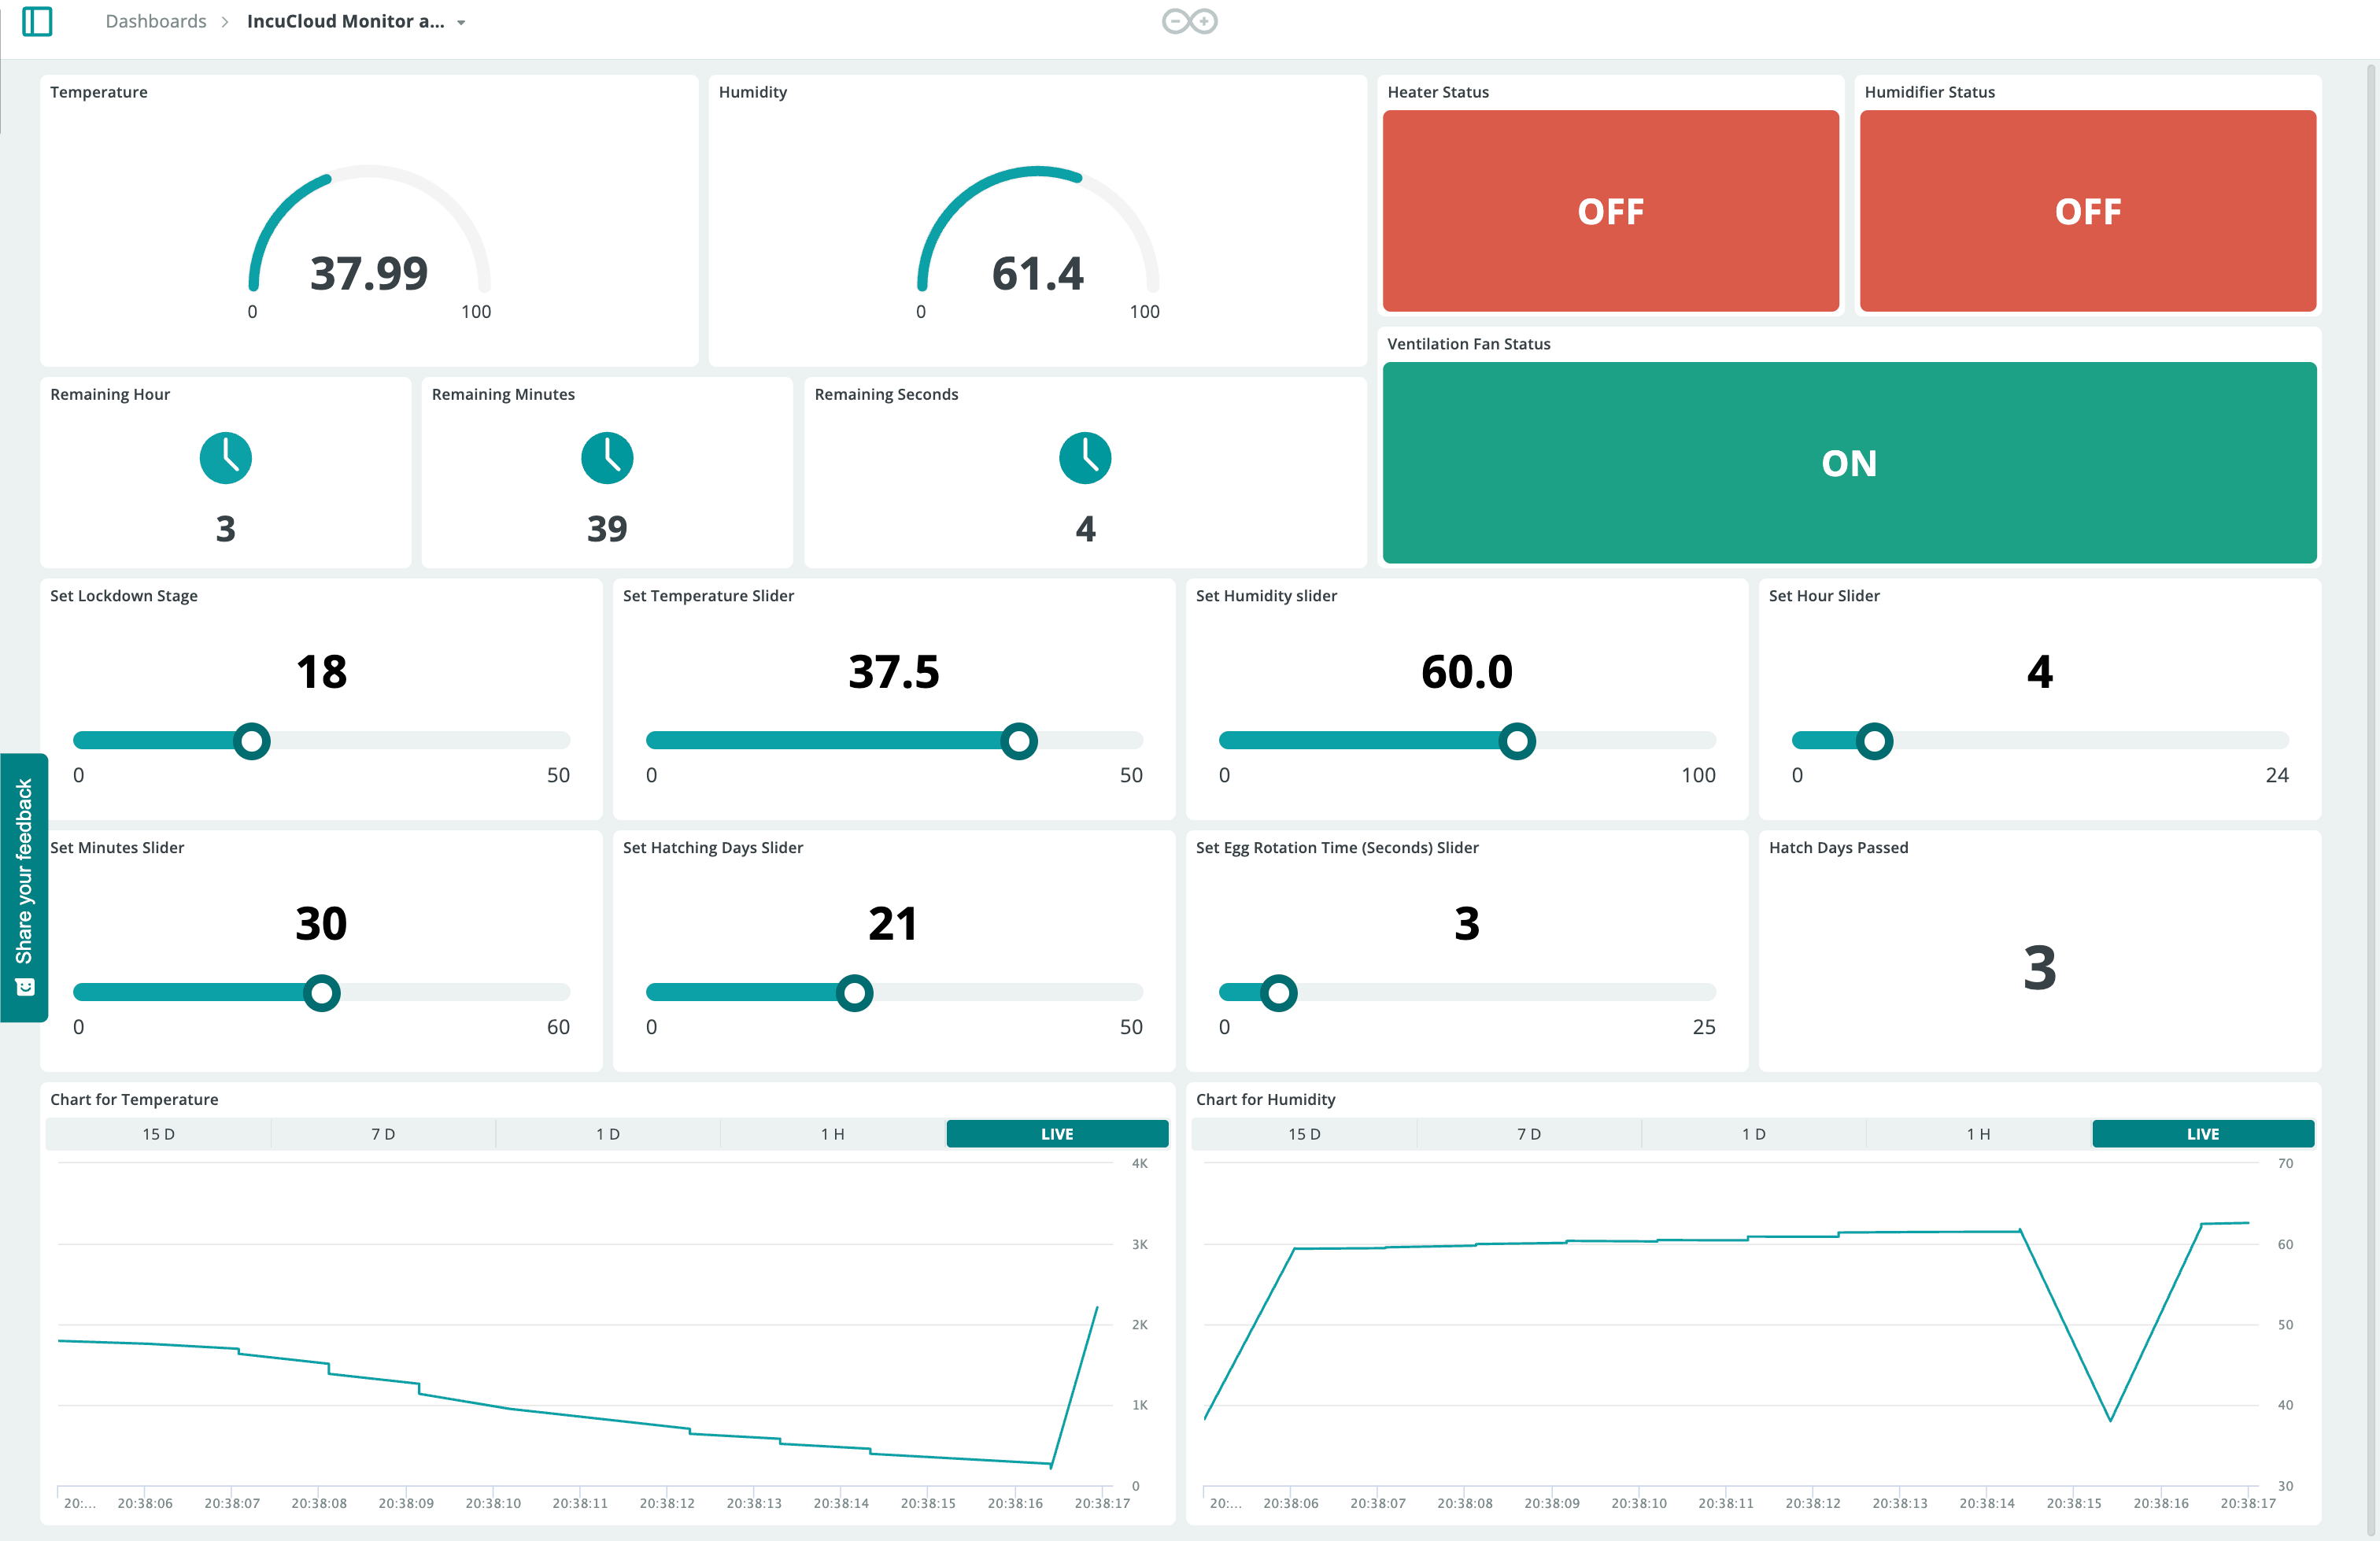 Dashboards > IncuCloud Monitor a...
Temperature
37.99
0 100
Humidity
61.4
0 100
Heater Status
OFF
Humidifier Status
OFF
Ventilation Fan Status
ON
Remaining Hour
3
Remaining Minutes
39
Remaining Seconds
4
Set Lockdown Stage
18
0 50
Set Temperature Slider
37.5
0 50
Set Humidity slider
60.0
0 100
Set Hour Slider
4
0 24
Share your feedback
Set Minutes Slider
30
0 60
Set Hatching Days Slider
21
0 50
Set Egg Rotation Time (Seconds) Slider
3
0 25
Hatch Days Passed
3
Chart for Temperature
15 D 7 D 1 D 1 H LIVE
4K
3K
2K
1K
0
20:... 20:38:06 20:38:07 20:38:08 20:38:09 20:38:10 20:38:11 20:38:12 20:38:13 20:38:14 20:38:15 20:38:16 20:38:17
Chart for Humidity
15 D 7 D 1 D 1 H LIVE
70
60
50
40
30
20:... 20:38:06 20:38:07 20:38:08 20:38:09 20:38:10 20:38:11 20:38:12 20:38:13 20:38:14 20:38:15 20:38:16 20:38:17